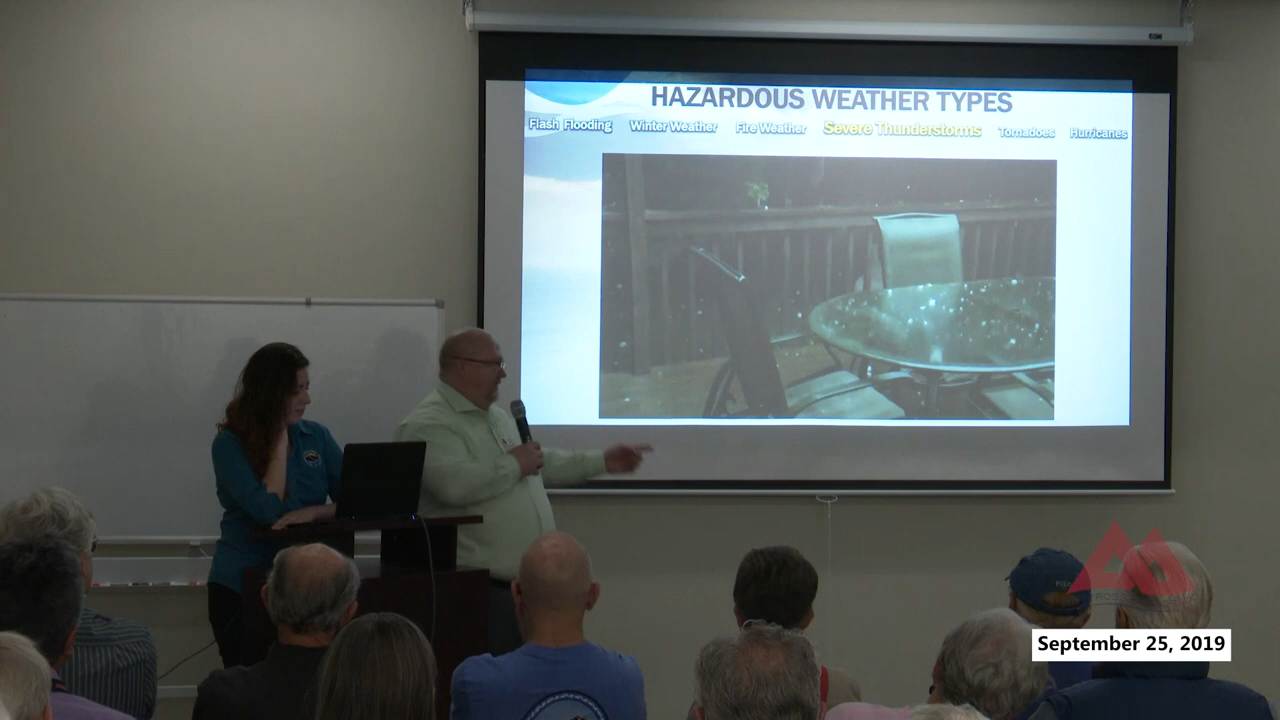 HAZARDOUS WEATHER TYPES
Flash Flooding Winter Weather Fire Weather Severe Thunderstorms Tornadoes Hurricanes
September 25, 2019